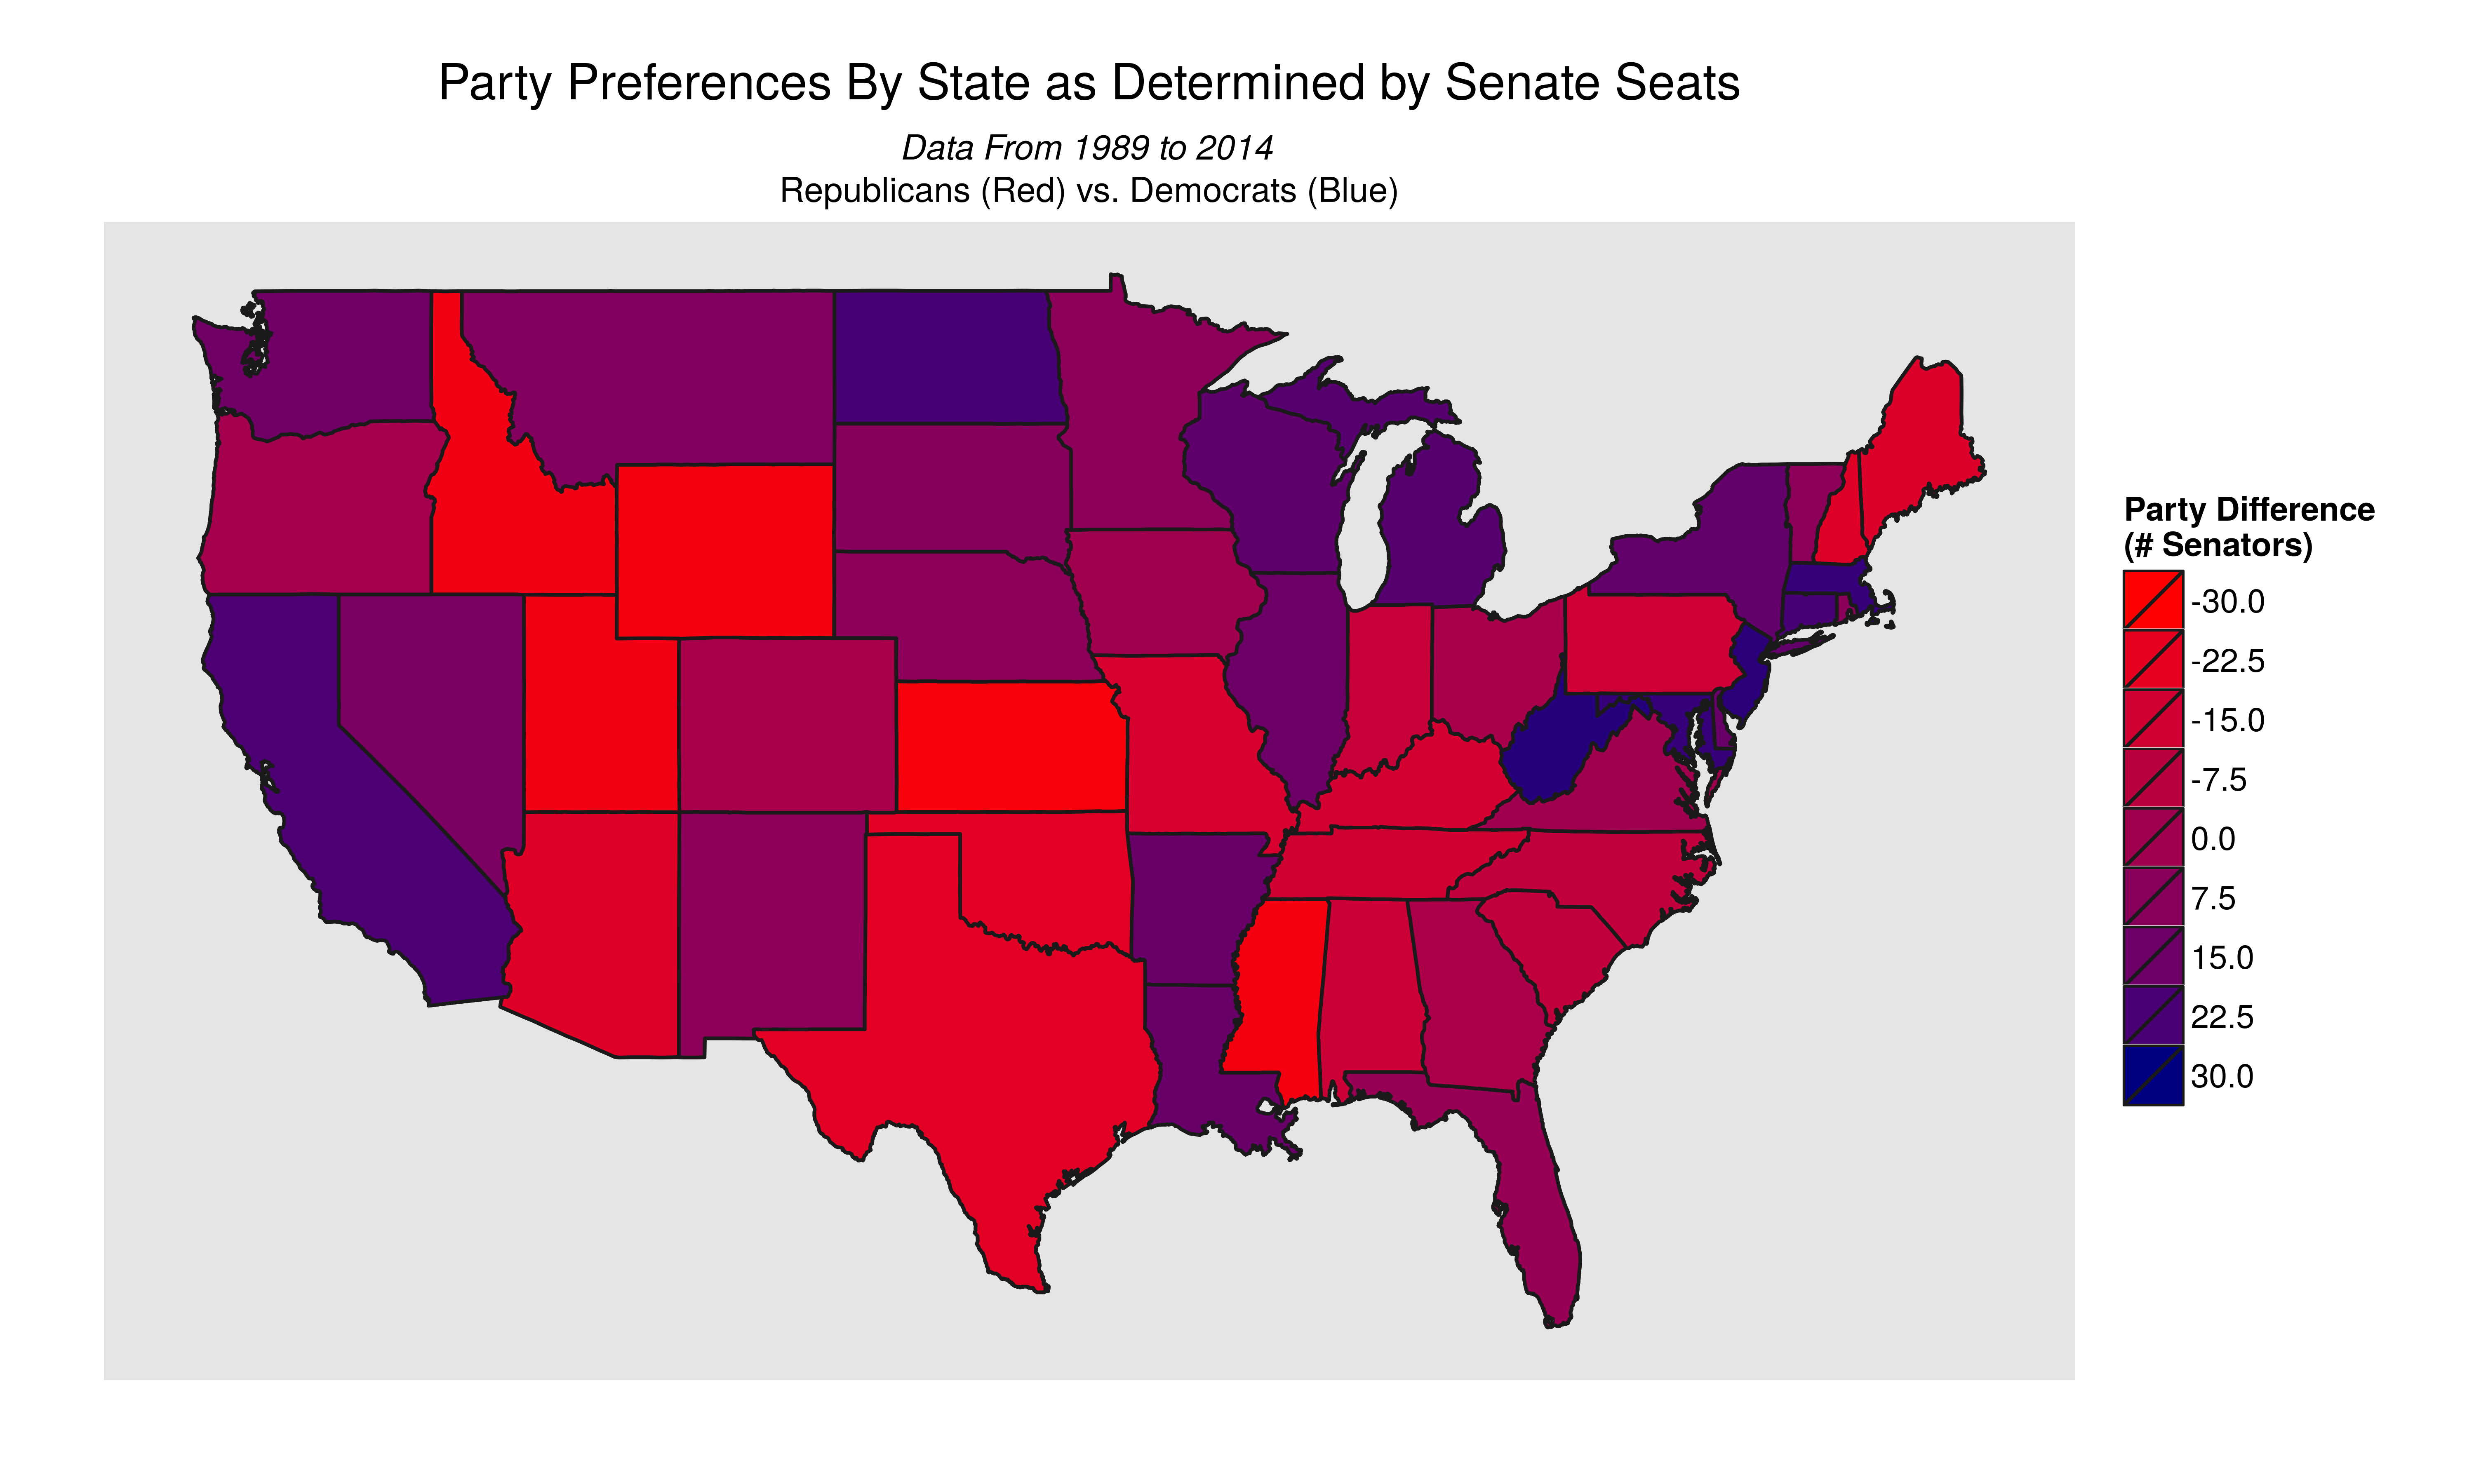 Party Preferences By State as Determined by Senate Seats
Data From 1989 to 2014
Republicans (Red) vs. Democrats (Blue)
Party Difference
(# Senators)
-30.0
-22.5
-15.0
-7.5
0.0
7.5
15.0
22.5
30.0